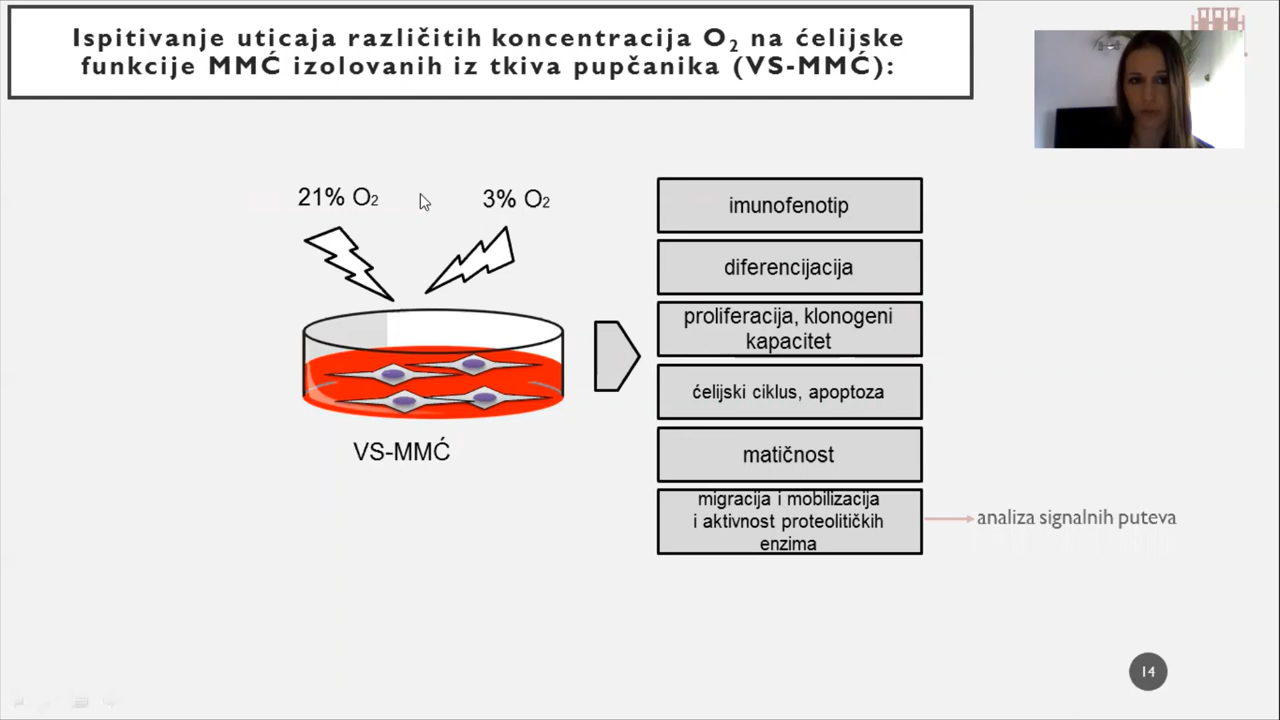 Ispitivanje uticaja različitih koncentracija O₂ na ćelijske
funkcije MMĆ izolovanih iz tkiva pupčanika (VS-MMĆ):
21% O₂
3% O₂
VS-MMĆ
imunofenotip
diferencijacija
proliferacija, klonogeni
kapacitet
ćelijski ciklus, apoptoza
matičnost
migracija i mobilizacija
i aktivnost proteolitičkih
enzima
analiza signalnih puteva
14